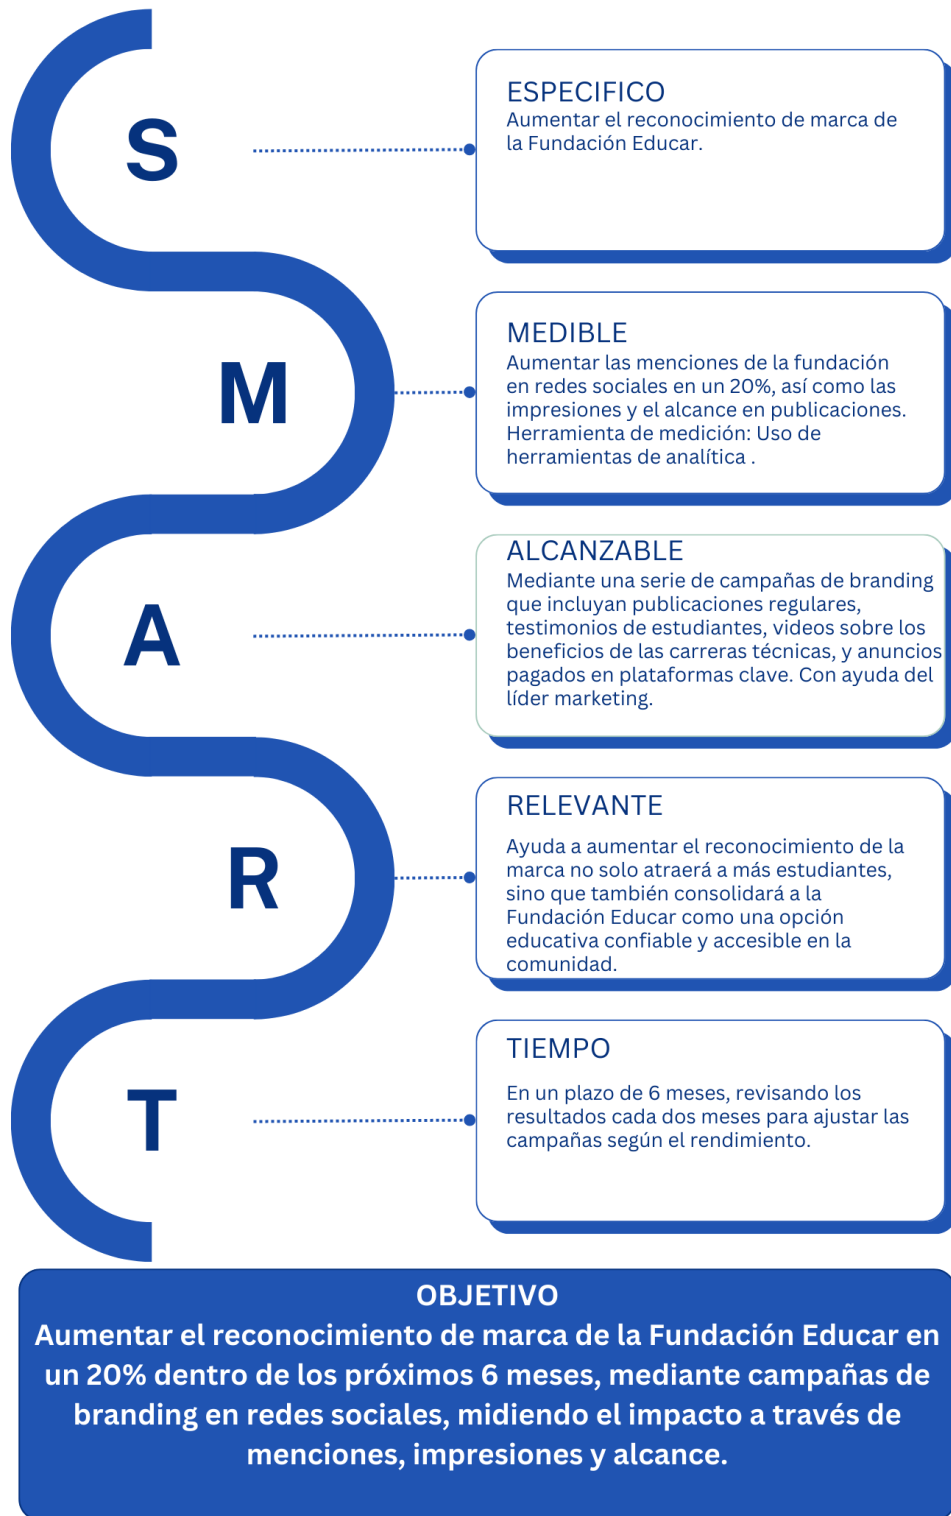 S
ESPECIFICO
Aumentar el reconocimiento de marca de
la Fundación Educar.
M
MEDIBLE
Aumentar las menciones de la fundación
en redes sociales en un 20%, así como las
impresiones y el alcance en publicaciones.
Herramienta de medición: Uso de
herramientas de analítica .
A
ALCANZABLE
Mediante una serie de campañas de branding
que incluyan publicaciones regulares,
testimonios de estudiantes, videos sobre los
beneficios de las carreras técnicas, y anuncios
pagados en plataformas clave. Con ayuda del
líder marketing.
R
RELEVANTE
Ayuda a aumentar el reconocimiento de la
marca no solo atraerá a más estudiantes,
sino que también consolidará a la
Fundación Educar como una opción
educativa confiable y accesible en la
comunidad.
T
TIEMPO
En un plazo de 6 meses, revisando los
resultados cada dos meses para ajustar las
campañas según el rendimiento.
OBJETIVO
Aumentar el reconocimiento de marca de la Fundación Educar en
un 20% dentro de los próximos 6 meses, mediante campañas de
branding en redes sociales, midiendo el impacto a través de
menciones, impresiones y alcance.